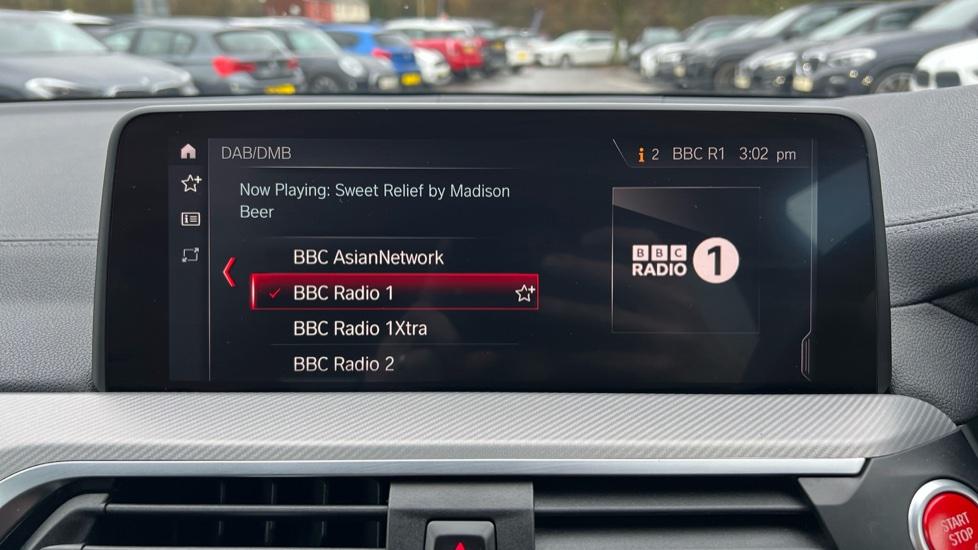 DAB/DMB
i 2 BBC R1 3:02 pm
Now Playing: Sweet Relief by Madison
Beer
BBC AsianNetwork
BBC Radio 1
BBC Radio 1Xtra
BBC Radio 2
BBC
RADIO 1
START
STOP